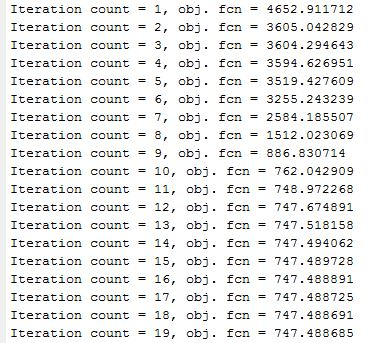 Iteration count = 1, obj. fcn = 4652.911712
Iteration count = 2, obj. fcn = 3605.042829
Iteration count = 3, obj. fcn = 3604.294643
Iteration count = 4, obj. fcn = 3594.626951
Iteration count = 5, obj. fcn = 3519.427609
Iteration count = 6, obj. fcn = 3255.243239
Iteration count = 7, obj. fcn = 2584.185507
Iteration count = 8, obj. fcn = 1512.023069
Iteration count = 9, obj. fcn = 886.830714
Iteration count = 10, obj. fcn = 762.042909
Iteration count = 11, obj. fcn = 748.972268
Iteration count = 12, obj. fcn = 747.674891
Iteration count = 13, obj. fcn = 747.518158
Iteration count = 14, obj. fcn = 747.494062
Iteration count = 15, obj. fcn = 747.489728
Iteration count = 16, obj. fcn = 747.488891
Iteration count = 17, obj. fcn = 747.488725
Iteration count = 18, obj. fcn = 747.488691
Iteration count = 19, obj. fcn = 747.488685